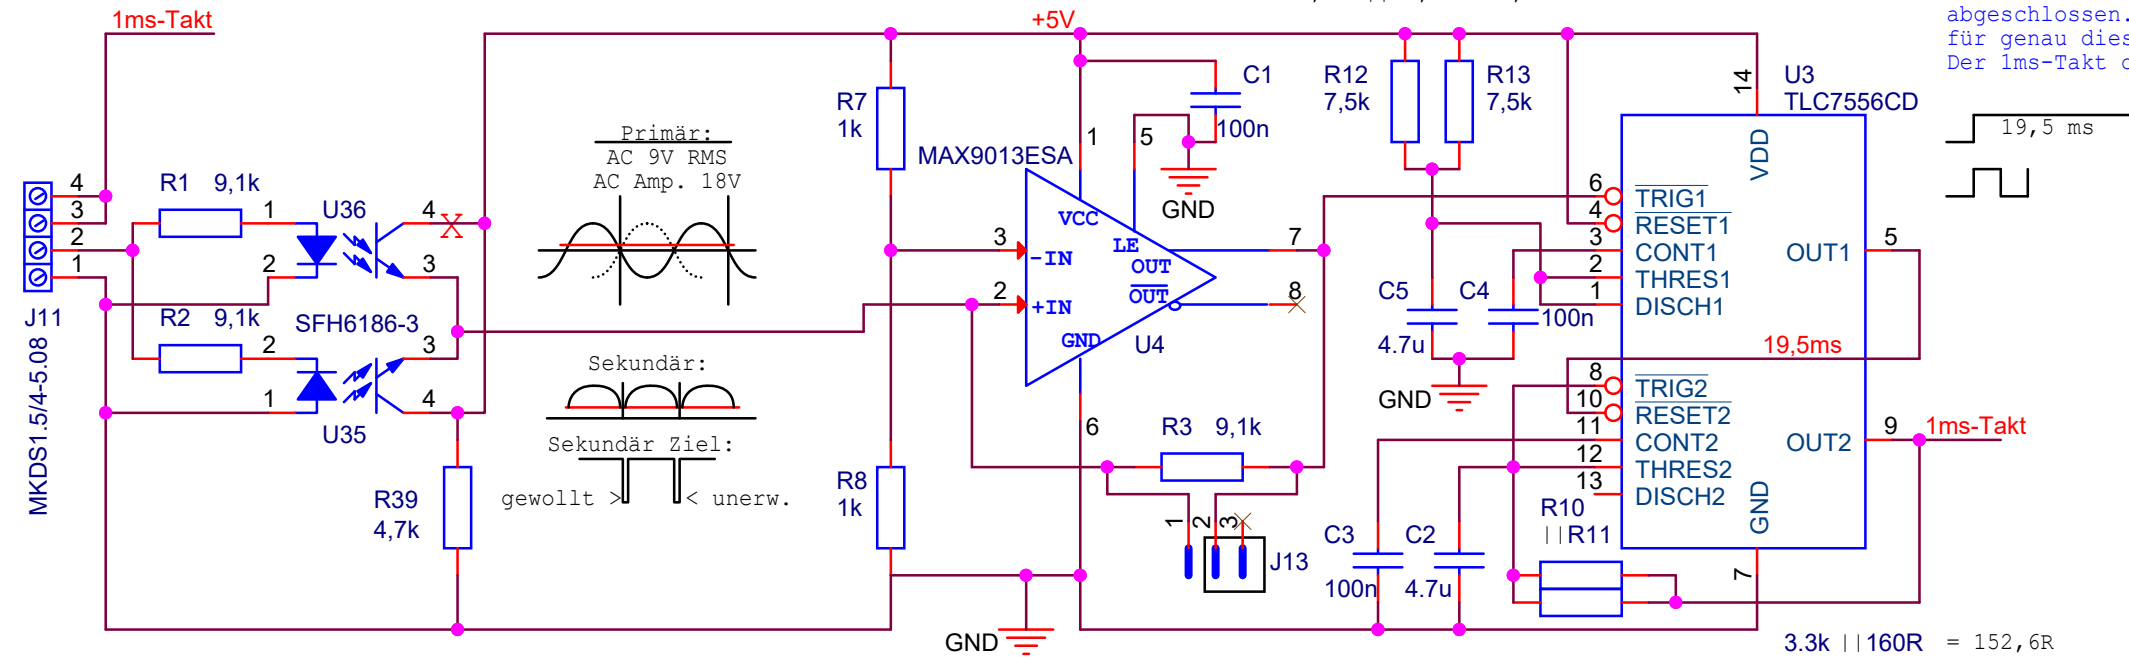 1ms-Takt
+5V
abgeschlossen.
für genau dies
Der 1ms-Takt d
R1 9,1k
U36
4
3
2
1
1
2
4
3
J11
MKDS1.5/4-5.08
R2 9,1k
SFH6186-3
2
1
3
4
U35
R39
4,7k
Primär:
AC 9V RMS
AC Amp. 18V
Sekundär:
Sekundär Ziel:
gewollt >
< unerw.
R7
1k
R8
1k
MAX9013ESA
1
5
C1
100n
GND
VCC
LE
3
-IN
OUT
7
2
+IN
OUT
8
GND
U4
6
R3 9,1k
1
2
3
J13
GND
R12
7,5k
R13
7,5k
C5
4.7u
C4
100n
GND
C3
100n
C2
4.7u
U3
TLC7556CD
14
VDD
6
TRIG1
4
RESET1
3
CONT1
2
THRES1
1
DISCH1
OUT1
5
19,5ms
8
TRIG2
10
RESET2
11
CONT2
12
THRES2
13
DISCH2
OUT2
9
1ms-Takt
GND
7
R10
||R11
3.3k ||160R = 152,6R
19,5 ms